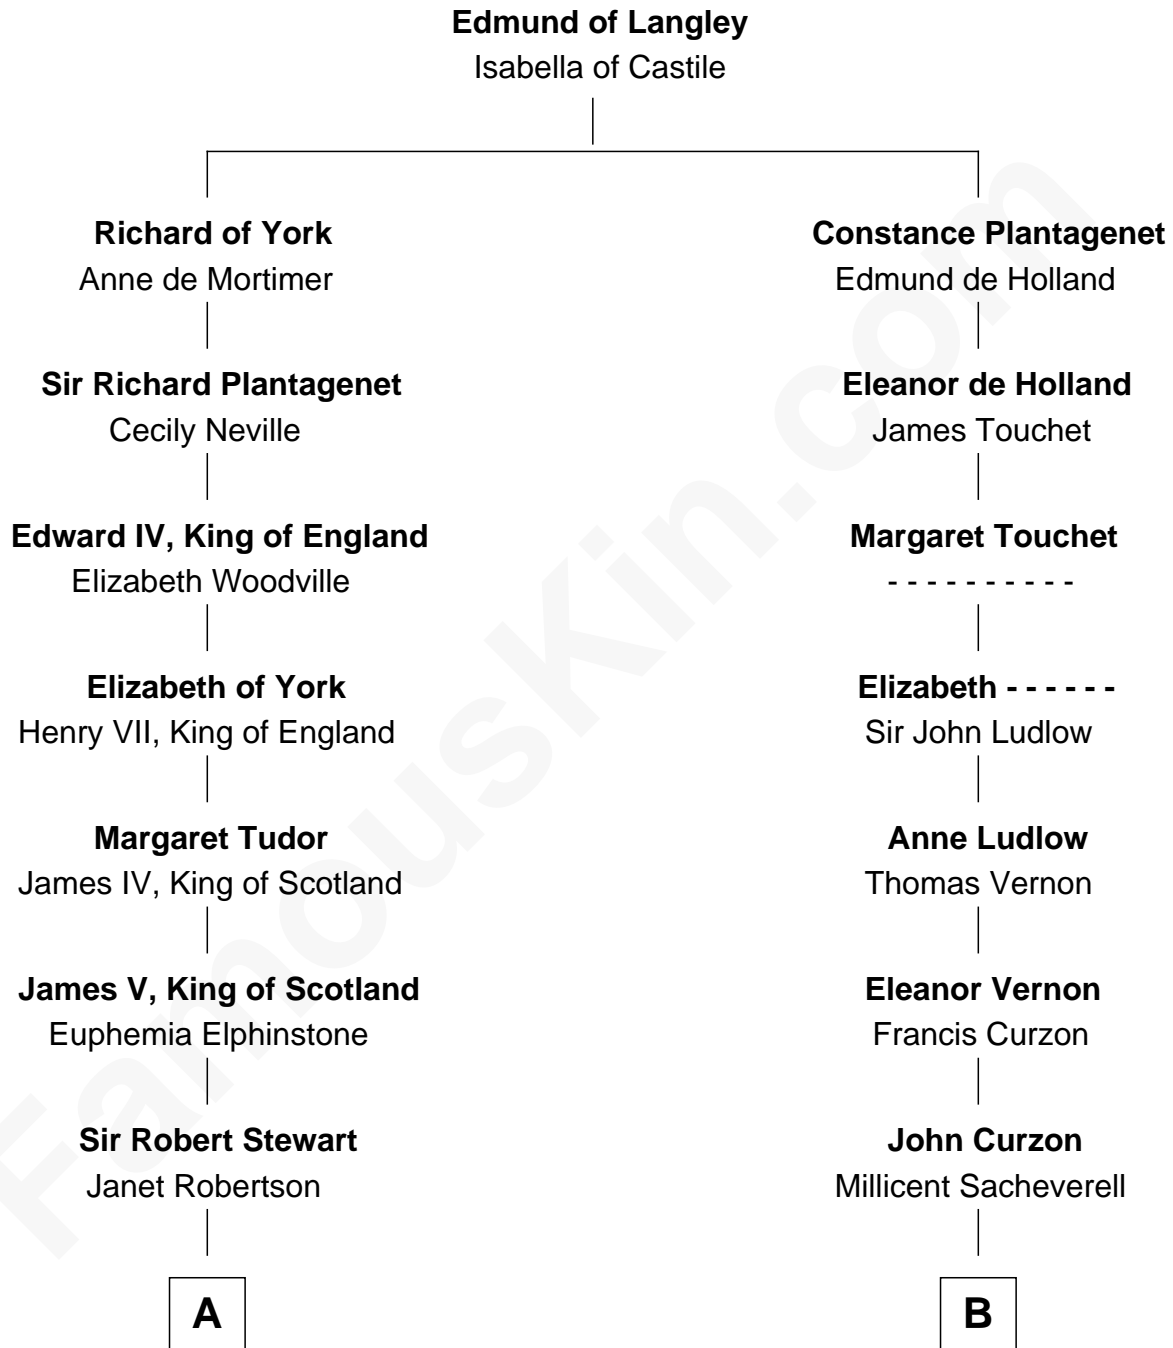 Edmund of Langley
Isabella of Castile
Richard of York
Anne de Mortimer
Constance Plantagenet
Edmund de Holland
Sir Richard Plantagenet
Cecily Neville
Eleanor de Holland
James Touchet
Edward IV, King of England
Elizabeth Woodville
Margaret Touchet
- - - - - - - - - -
Elizabeth of York
Henry VII, King of England
Elizabeth - - - - - -
Sir John Ludlow
Margaret Tudor
James IV, King of Scotland
Anne Ludlow
Thomas Vernon
James V, King of Scotland
Euphemia Elphinstone
Eleanor Vernon
Francis Curzon
Sir Robert Stewart
Janet Robertson
John Curzon
Millicent Sacheverell
A
B
FamousKin.com